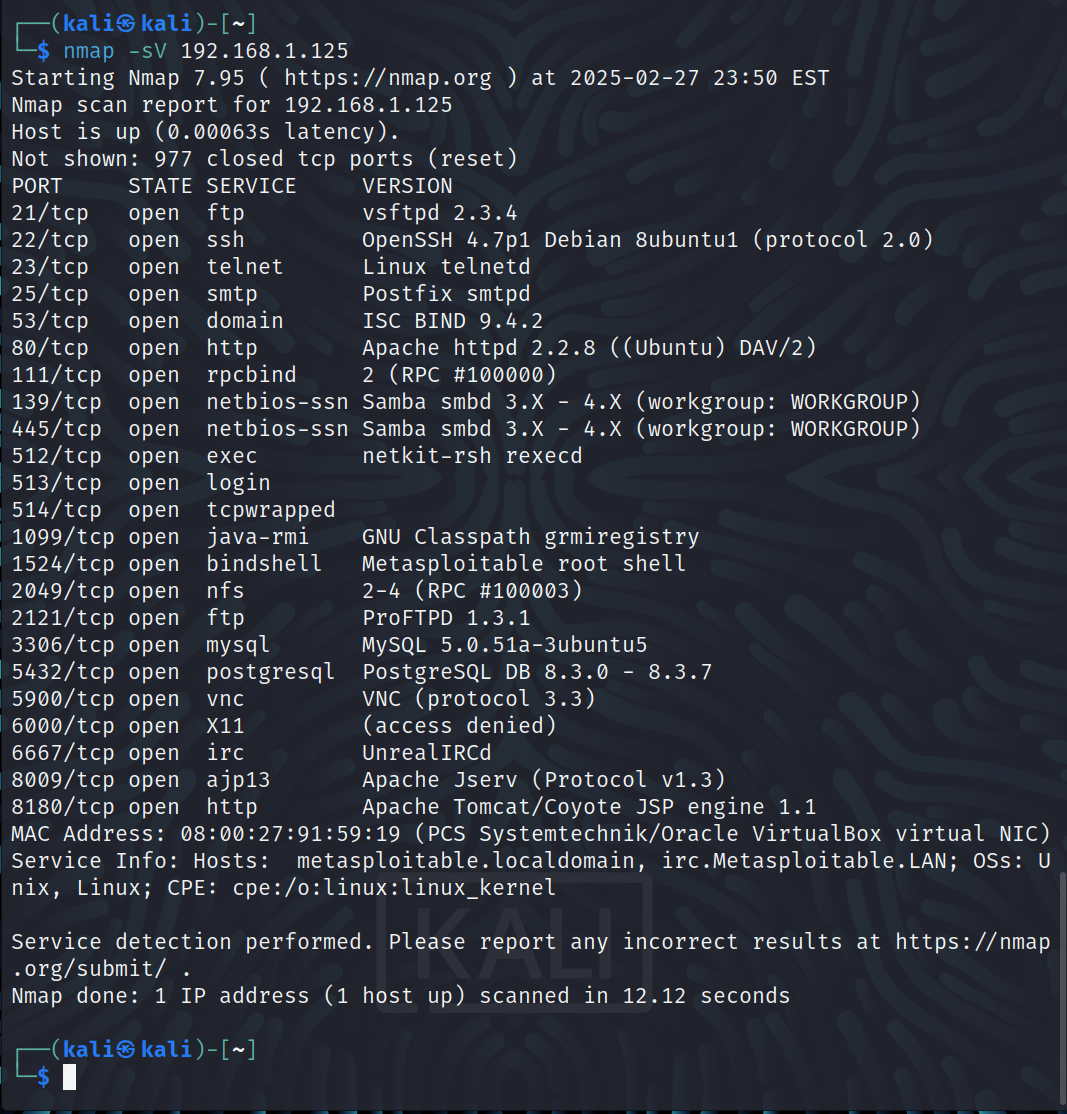 ┌──(kali㉿kali)-[~]
└─$ nmap -sV 192.168.1.125
Starting Nmap 7.95 ( https://nmap.org ) at 2025-02-27 23:50 EST
Nmap scan report for 192.168.1.125
Host is up (0.00063s latency).
Not shown: 977 closed tcp ports (reset)
PORT     STATE SERVICE     VERSION
21/tcp   open  ftp         vsftpd 2.3.4
22/tcp   open  ssh         OpenSSH 4.7p1 Debian 8ubuntu1 (protocol 2.0)
23/tcp   open  telnet      Linux telnetd
25/tcp   open  smtp        Postfix smtpd
53/tcp   open  domain      ISC BIND 9.4.2
80/tcp   open  http        Apache httpd 2.2.8 ((Ubuntu) DAV/2)
111/tcp  open  rpcbind     2 (RPC #100000)
139/tcp  open  netbios-ssn Samba smbd 3.X - 4.X (workgroup: WORKGROUP)
445/tcp  open  netbios-ssn Samba smbd 3.X - 4.X (workgroup: WORKGROUP)
512/tcp  open  exec        netkit-rsh rexecd
513/tcp  open  login
514/tcp  open  tcpwrapped
1099/tcp open  java-rmi    GNU Classpath grmiregistry
1524/tcp open  bindshell   Metasploitable root shell
2049/tcp open  nfs         2-4 (RPC #100003)
2121/tcp open  ftp         ProFTPD 1.3.1
3306/tcp open  mysql       MySQL 5.0.51a-3ubuntu5
5432/tcp open  postgresql  PostgreSQL DB 8.3.0 - 8.3.7
5900/tcp open  vnc         VNC (protocol 3.3)
6000/tcp open  X11         (access denied)
6667/tcp open  irc         UnrealIRCd
8009/tcp open  ajp13       Apache Jserv (Protocol v1.3)
8180/tcp open  http        Apache Tomcat/Coyote JSP engine 1.1
MAC Address: 08:00:27:91:59:19 (PCS Systemtechnik/Oracle VirtualBox virtual NIC)
Service Info: Hosts:  metasploitable.localdomain, irc.Metasploitable.LAN; OSs: U
nix, Linux; CPE: cpe:/o:linux:linux_kernel

Service detection performed. Please report any incorrect results at https://nmap
.org/submit/ .
Nmap done: 1 IP address (1 host up) scanned in 12.12 seconds

┌──(kali㉿kali)-[~]
└─$
KALI